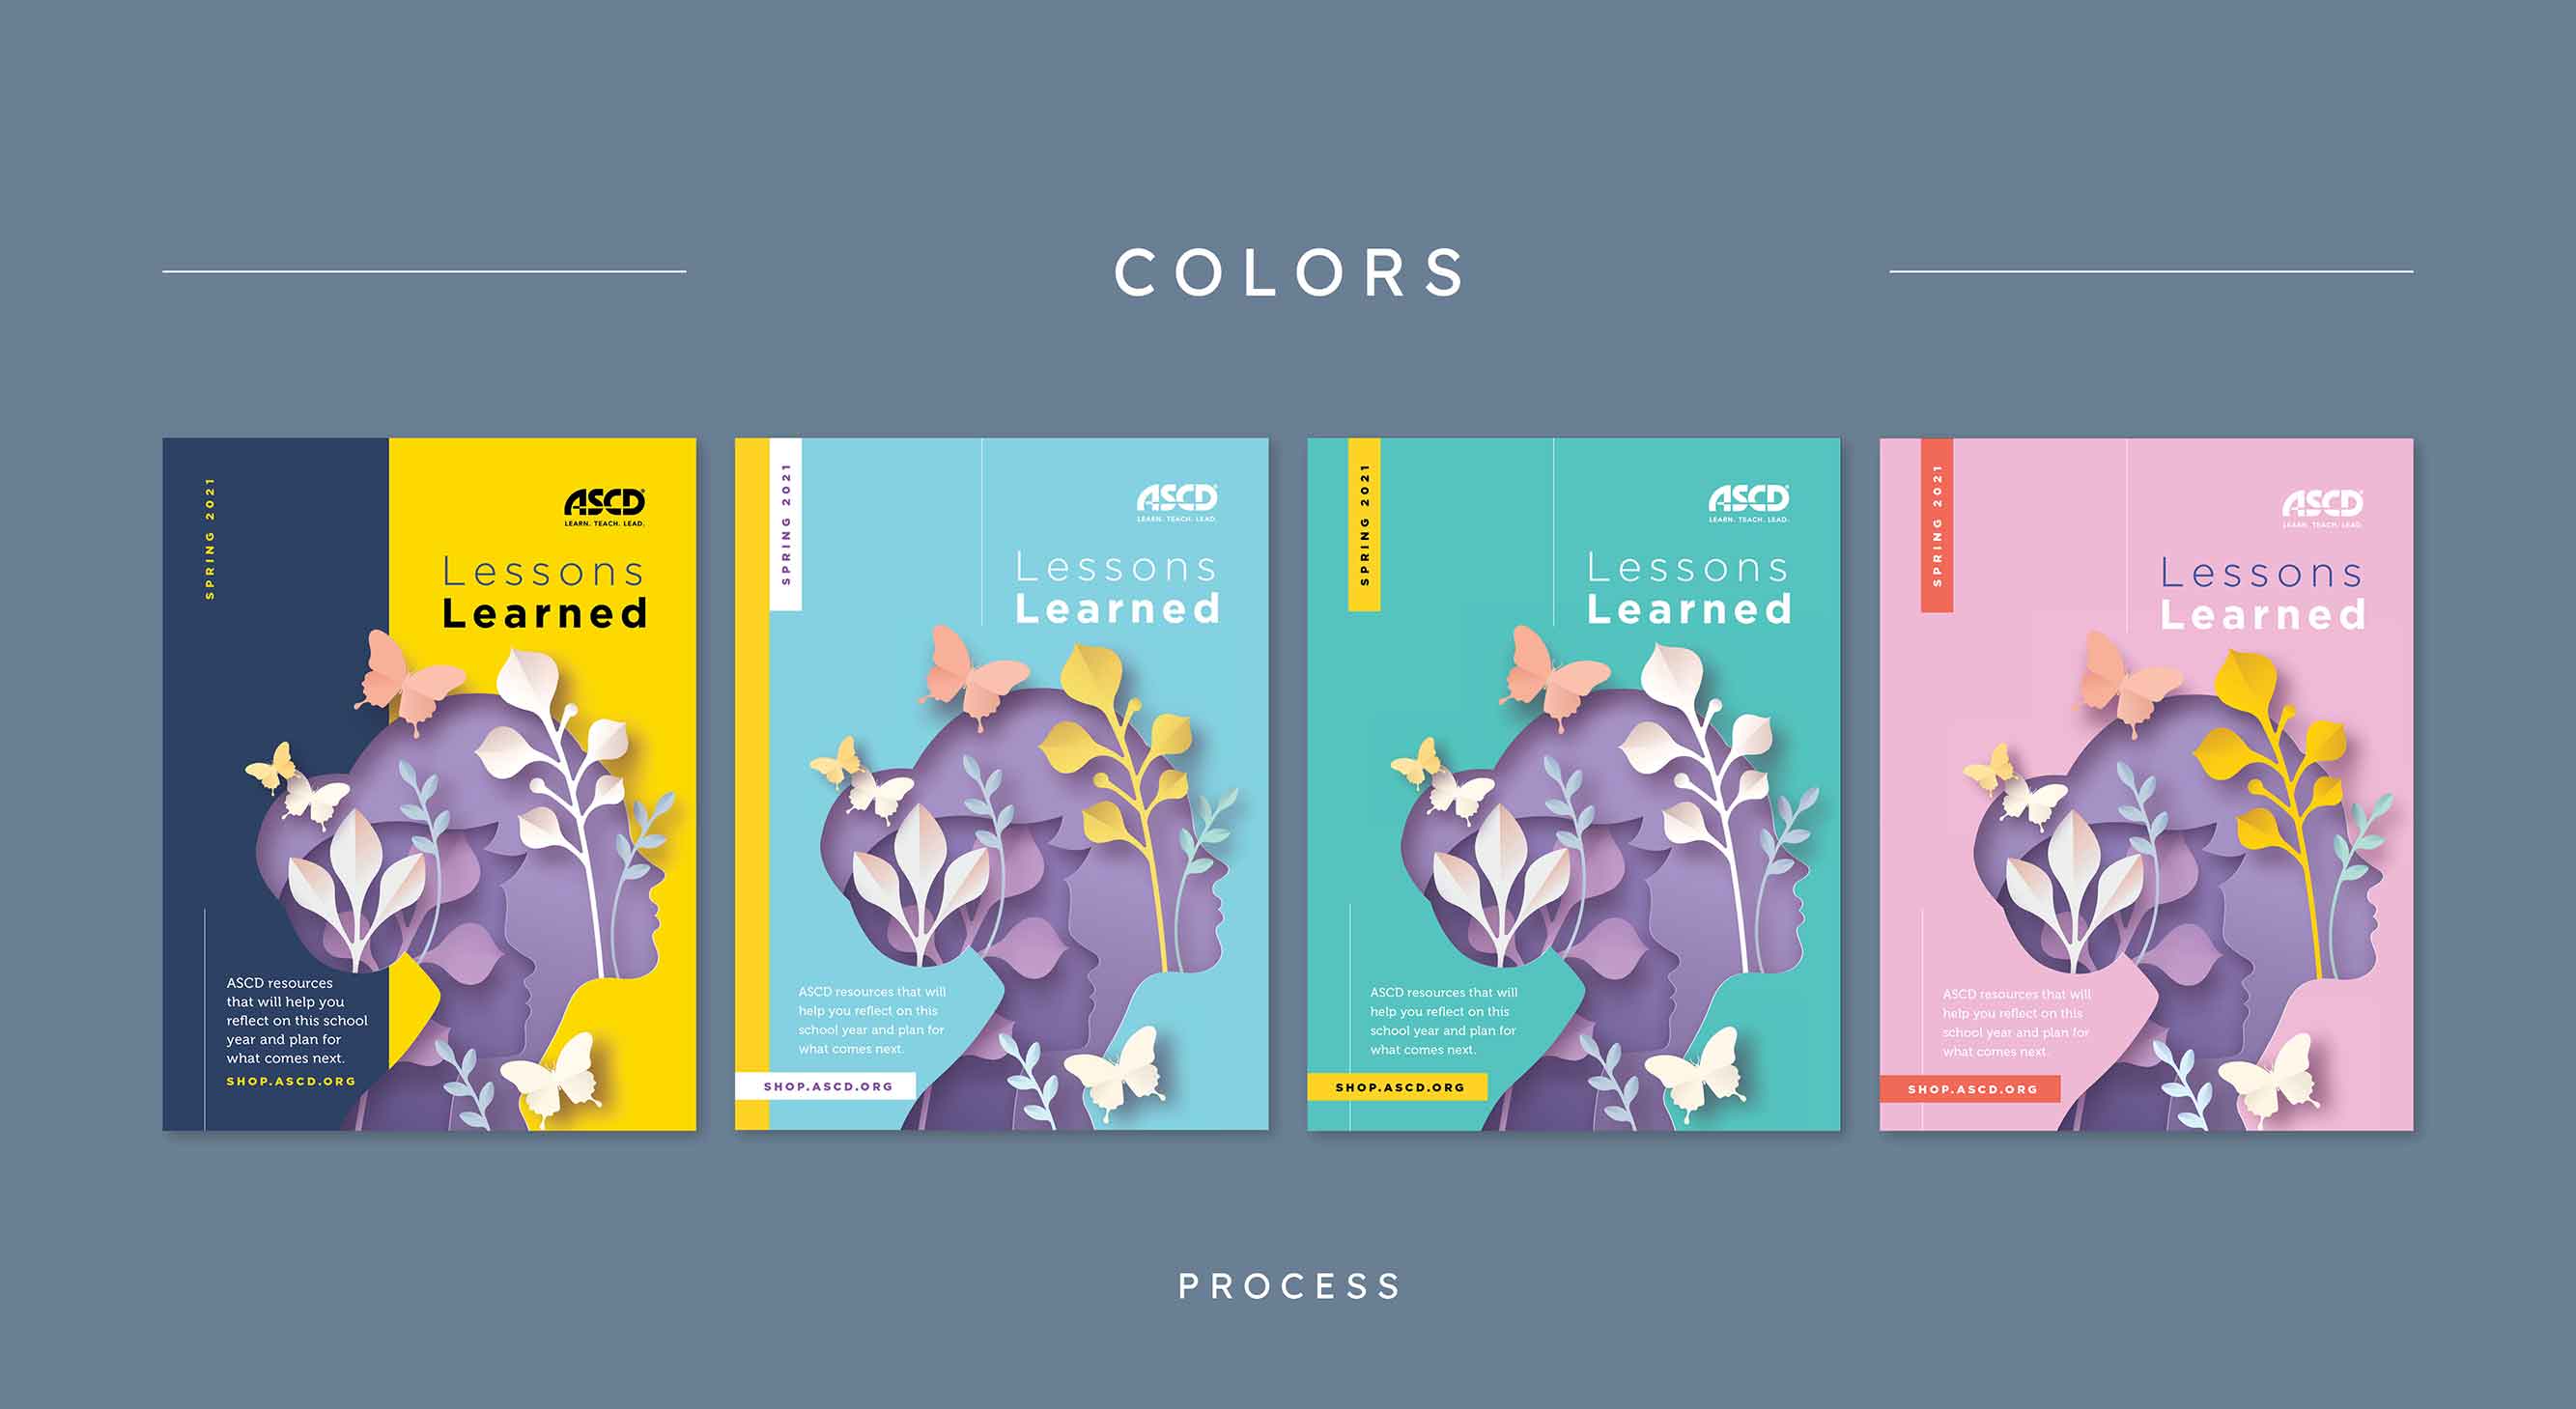 COLORS
SPRING 2021
ASCD
LEARN. TEACH. LEAD.
Lessons
Learned
ASCD resources
that will help you
reflect on this school
year and plan for
what comes next.
SHOP.ASCD.ORG
SPRING 2021
ASCD
LEARN. TEACH. LEAD.
Lessons
Learned
ASCD resources that will
help you reflect on this
school year and plan for
what comes next.
SHOP.ASCD.ORG
SPRING 2021
ASCD
LEARN. TEACH. LEAD.
Lessons
Learned
ASCD resources that will
help you reflect on this
school year and plan for
what comes next.
SHOP.ASCD.ORG
SPRING 2021
ASCD
LEARN. TEACH. LEAD.
Lessons
Learned
ASCD resources that will
help you reflect on this
school year and plan for
what comes next.
SHOP.ASCD.ORG
PROCESS